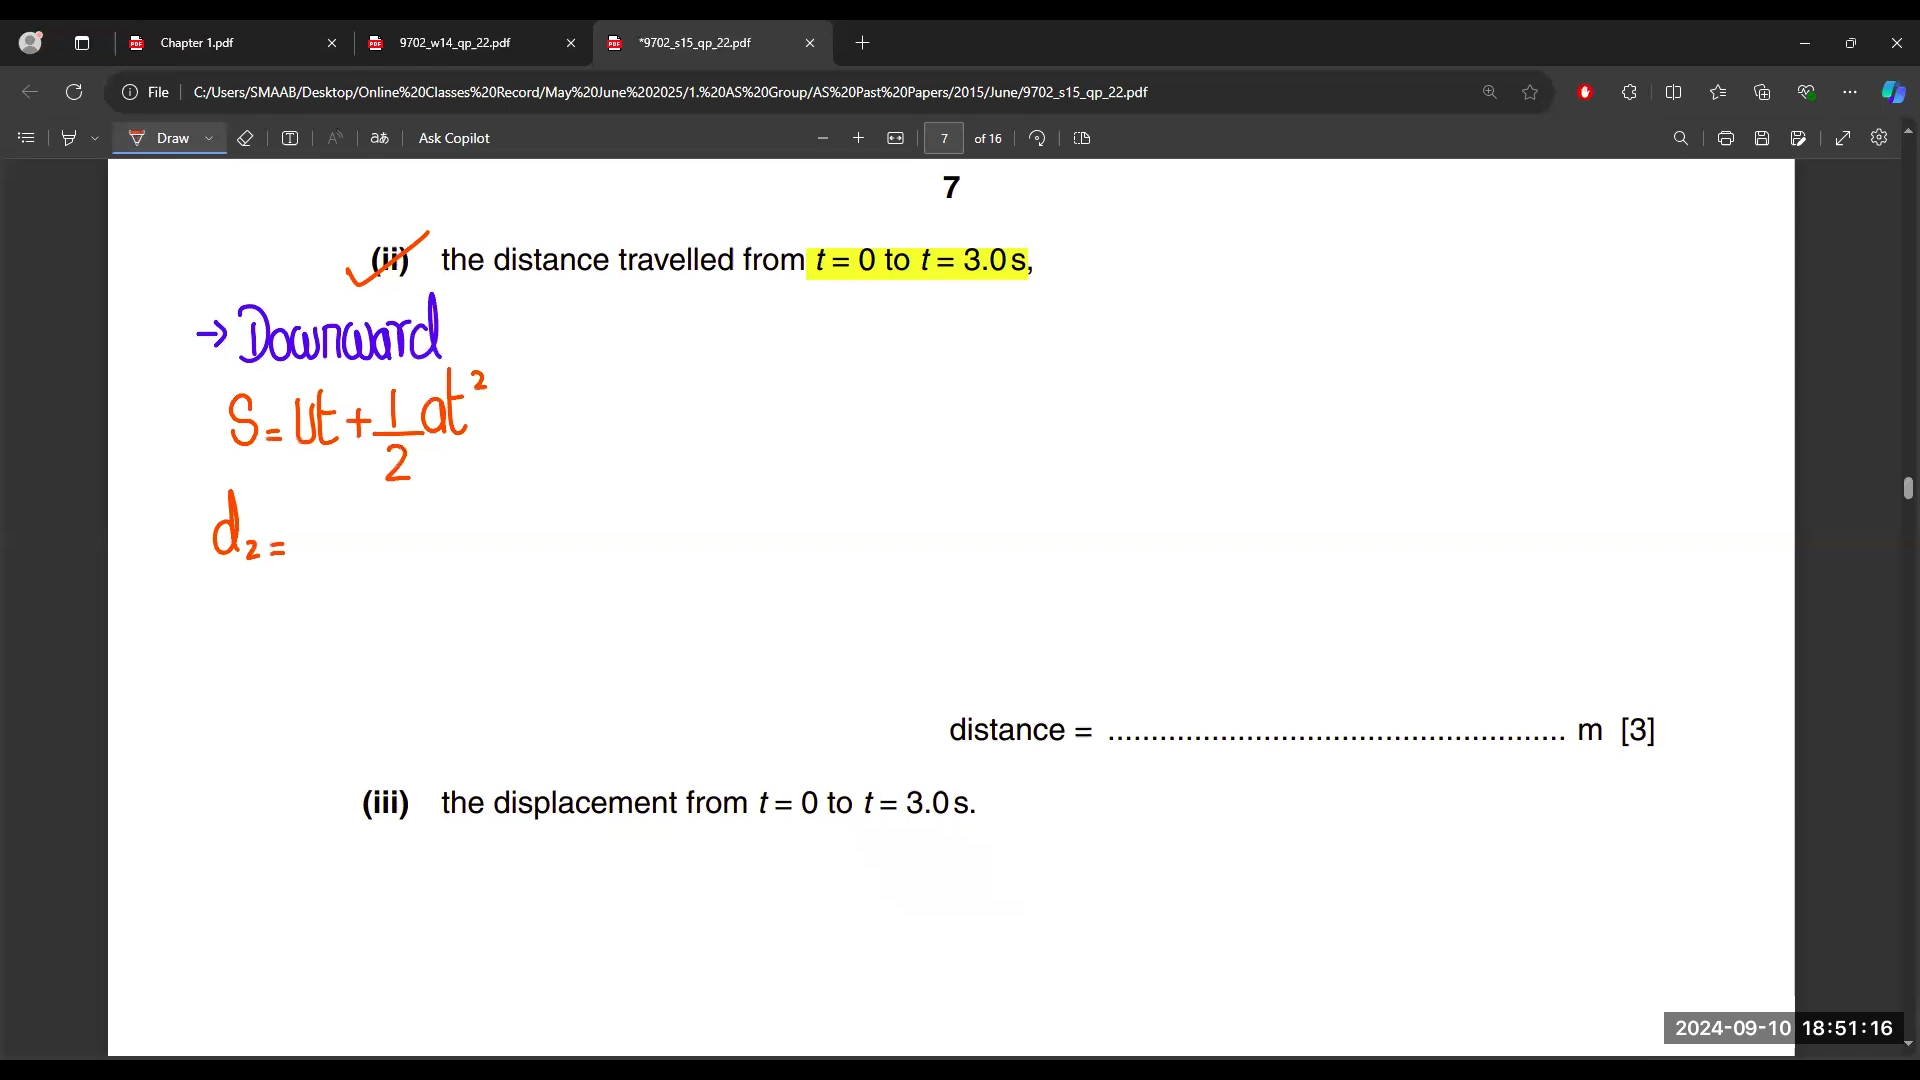 Chapter 1.pdf
9702_w14_qp_22.pdf
*9702_s15_qp_22.pdf
File
C:/Users/SMAAB/Desktop/Online%20Classes%20Record/May%20June%202025/1.%20AS%20Group/AS%20Past%20Papers/2015/June/9702_s15_qp_22.pdf
Draw
aあ
Ask Copilot
7 of 16
7
(ii) the distance travelled from t = 0 to t = 3.0 s,
→ Downward
S = Ut + 1/2 at²
d₂ =
distance = ..................................................... m [3]
(iii) the displacement from t = 0 to t = 3.0 s.
2024-09-10 18:51:16